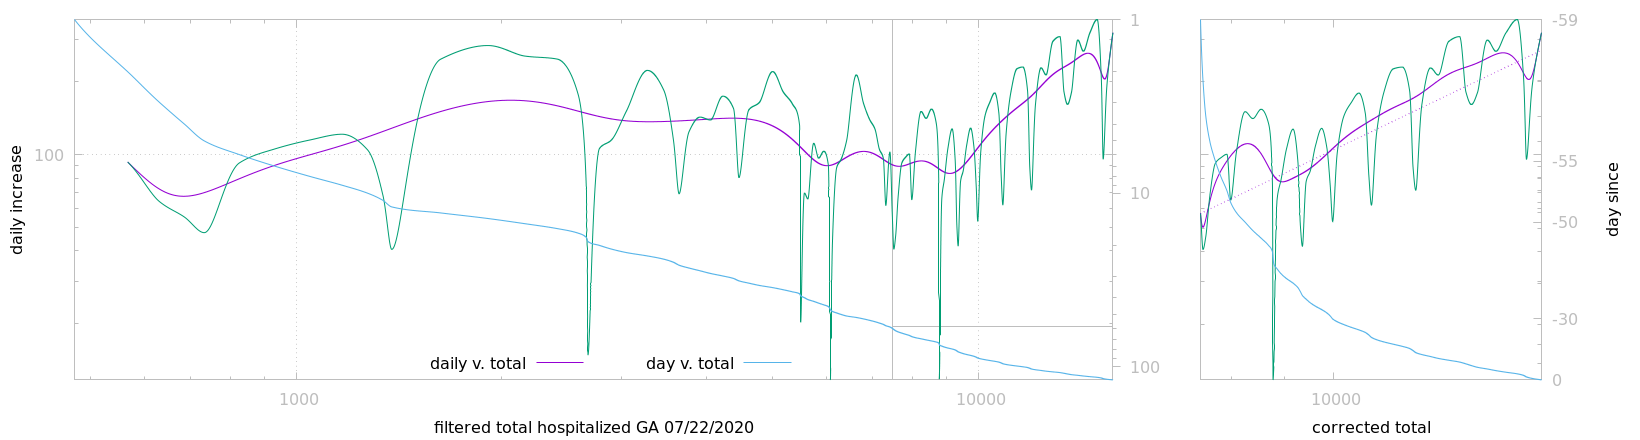 1
-59
100
-55
10
-50
daily increase
day since
-30
daily v. total
day v. total
100
0
1000
10000
10000
filtered total hospitalized GA 07/22/2020
corrected total